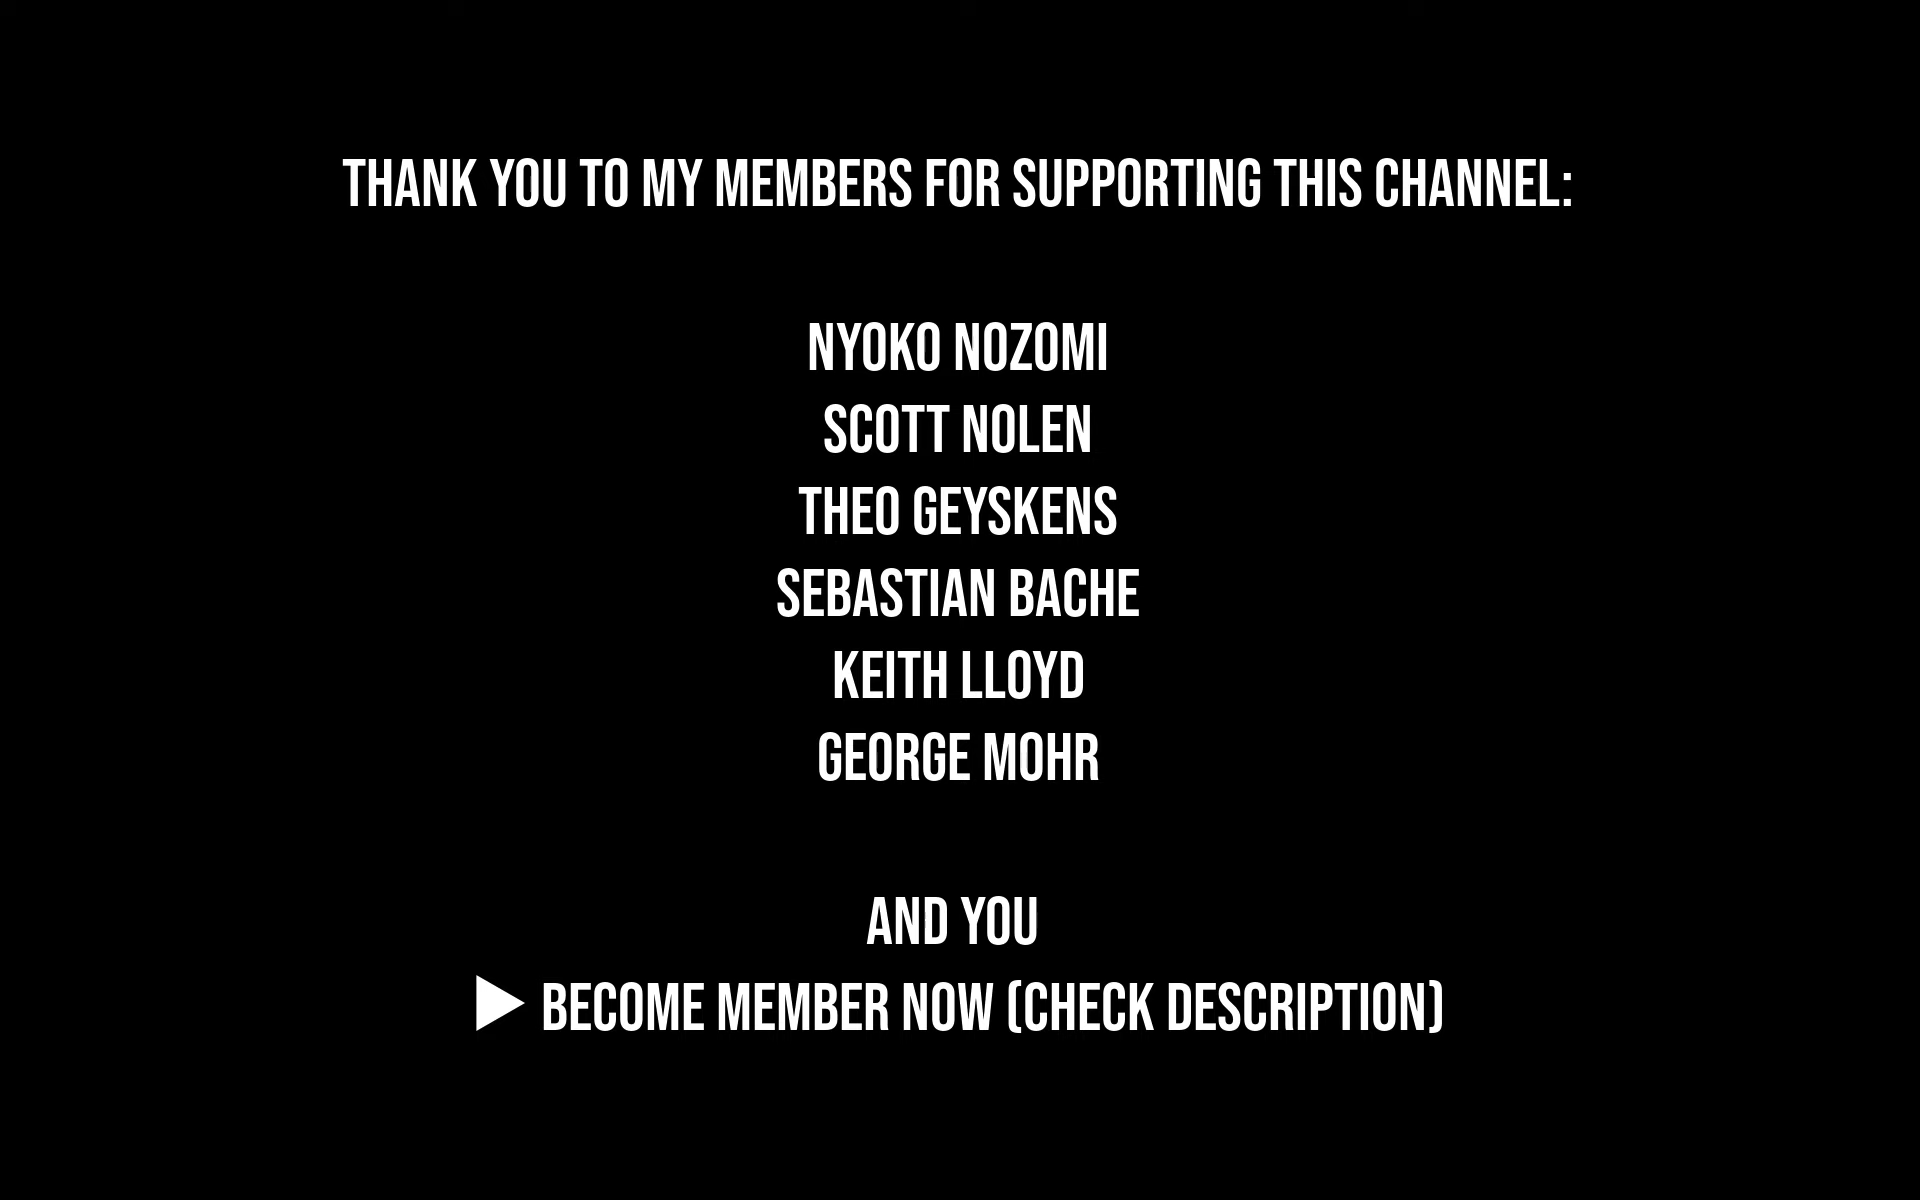 THANK YOU TO MY MEMBERS FOR SUPPORTING THIS CHANNEL:
NYOKO NOZOMI
SCOTT NOLEN
THEO GEYSKENS
SEBASTIAN BACHE
KEITH LLOYD
GEORGE MOHR
AND YOU
▶ BECOME MEMBER NOW (CHECK DESCRIPTION)